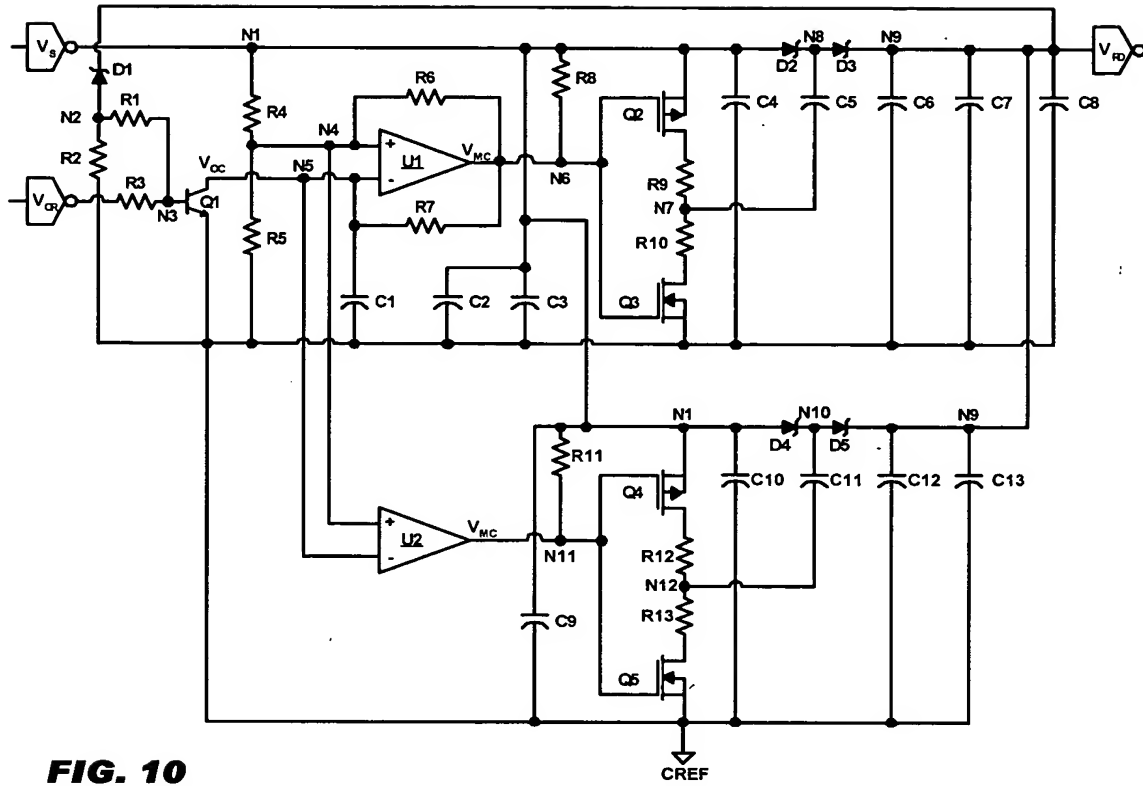 VS N1 N8 N9 VRD
D1 D2 D3
R8
R6
R1 R4 C4 C5 C6 C7 C8
N2 Q2
N4 VMC
R2 VOC N5 U1 N6 R9
VCR R3 N7
N3 Q1 R7
R5 R10
C1 C2 C3 Q3
N1 N10 N9
D4 D5
R11
Q4 C10 C11 C12 C13
VMC
U2
N11 R12
N12
R13
C9
Q5
CREF
FIG. 10